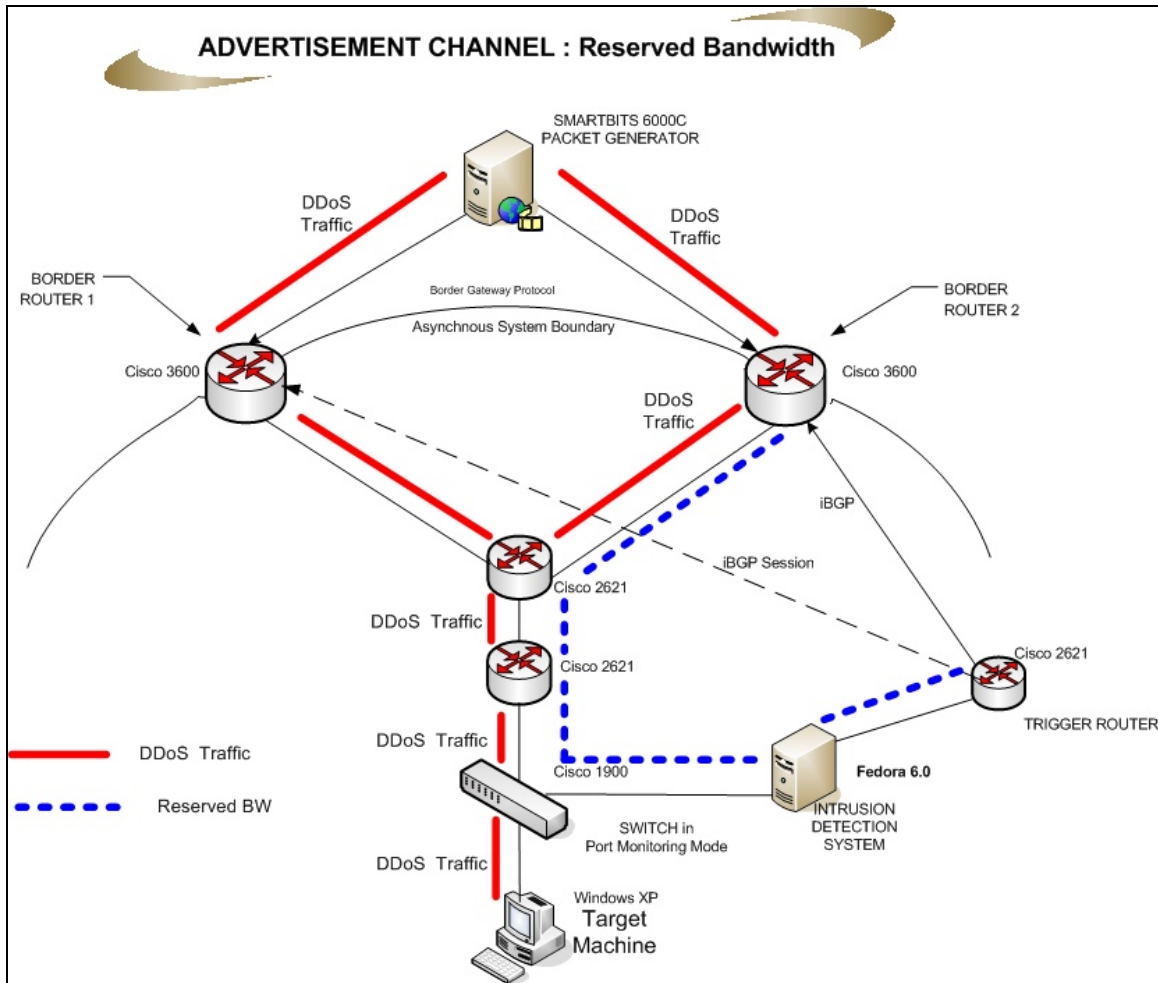 ADVERTISEMENT CHANNEL : Reserved Bandwidth
SMARTBITS 6000C
PACKET GENERATOR
DDoS
Traffic
DDoS
Traffic
BORDER
ROUTER 1
Border Gateway Protocol
Asynchnous System Boundary
BORDER
ROUTER 2
Cisco 3600
Cisco 3600
DDoS
Traffic
iBGP
iBGP Session
Cisco 2621
DDoS Traffic
Cisco 2621
Cisco 2621
TRIGGER ROUTER
DDoS Traffic
DDoS Traffic
Cisco 1900
Fedora 6.0
Reserved BW
INTRUSION
DETECTION
SYSTEM
SWITCH in
Port Monitoring Mode
DDoS Traffic
Windows XP
Target
Machine